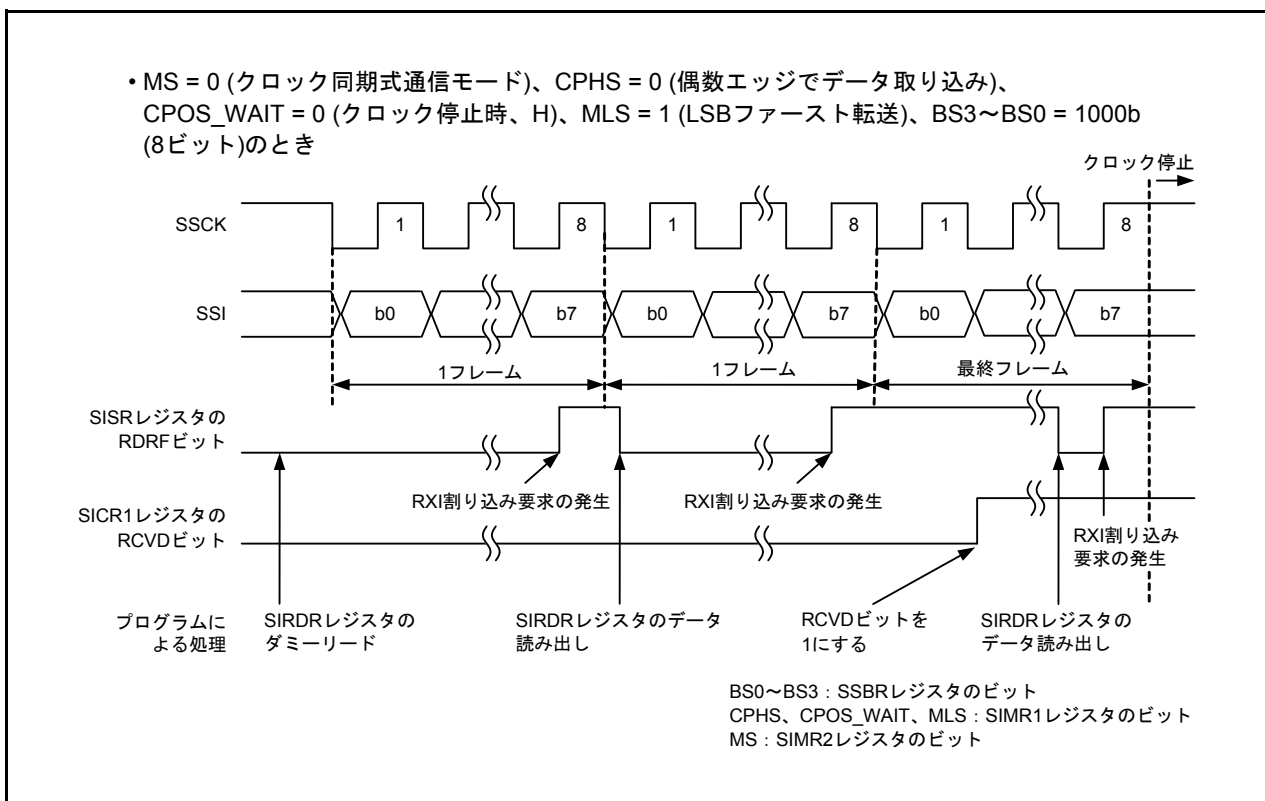 • MS = 0 (クロック同期式通信モード)、CPHS = 0 (偶数エッジでデータ取り込み)、
CPOS_WAIT = 0 (クロック停止時、H)、MLS = 1 (LSBファースト転送)、BS3～BS0 = 1000b
(8ビット)のとき
クロック停止
SSCK
1
8
1
8
1
8
SSI
b0
b7
b0
b7
b0
b7
1フレーム
1フレーム
最終フレーム
SISRレジスタの
RDRFビット
RXI割り込み要求の発生
RXI割り込み要求の発生
SICR1レジスタの
RCVDビット
RXI割り込み
要求の発生
プログラムに
よる処理
SIRDRレジスタの
ダミーリード
SIRDRレジスタのデータ
読み出し
RCVDビットを
1にする
SIRDRレジスタの
データ読み出し
BS0～BS3：SSBRレジスタのビット
CPHS、CPOS_WAIT、MLS：SIMR1レジスタのビット
MS：SIMR2レジスタのビット